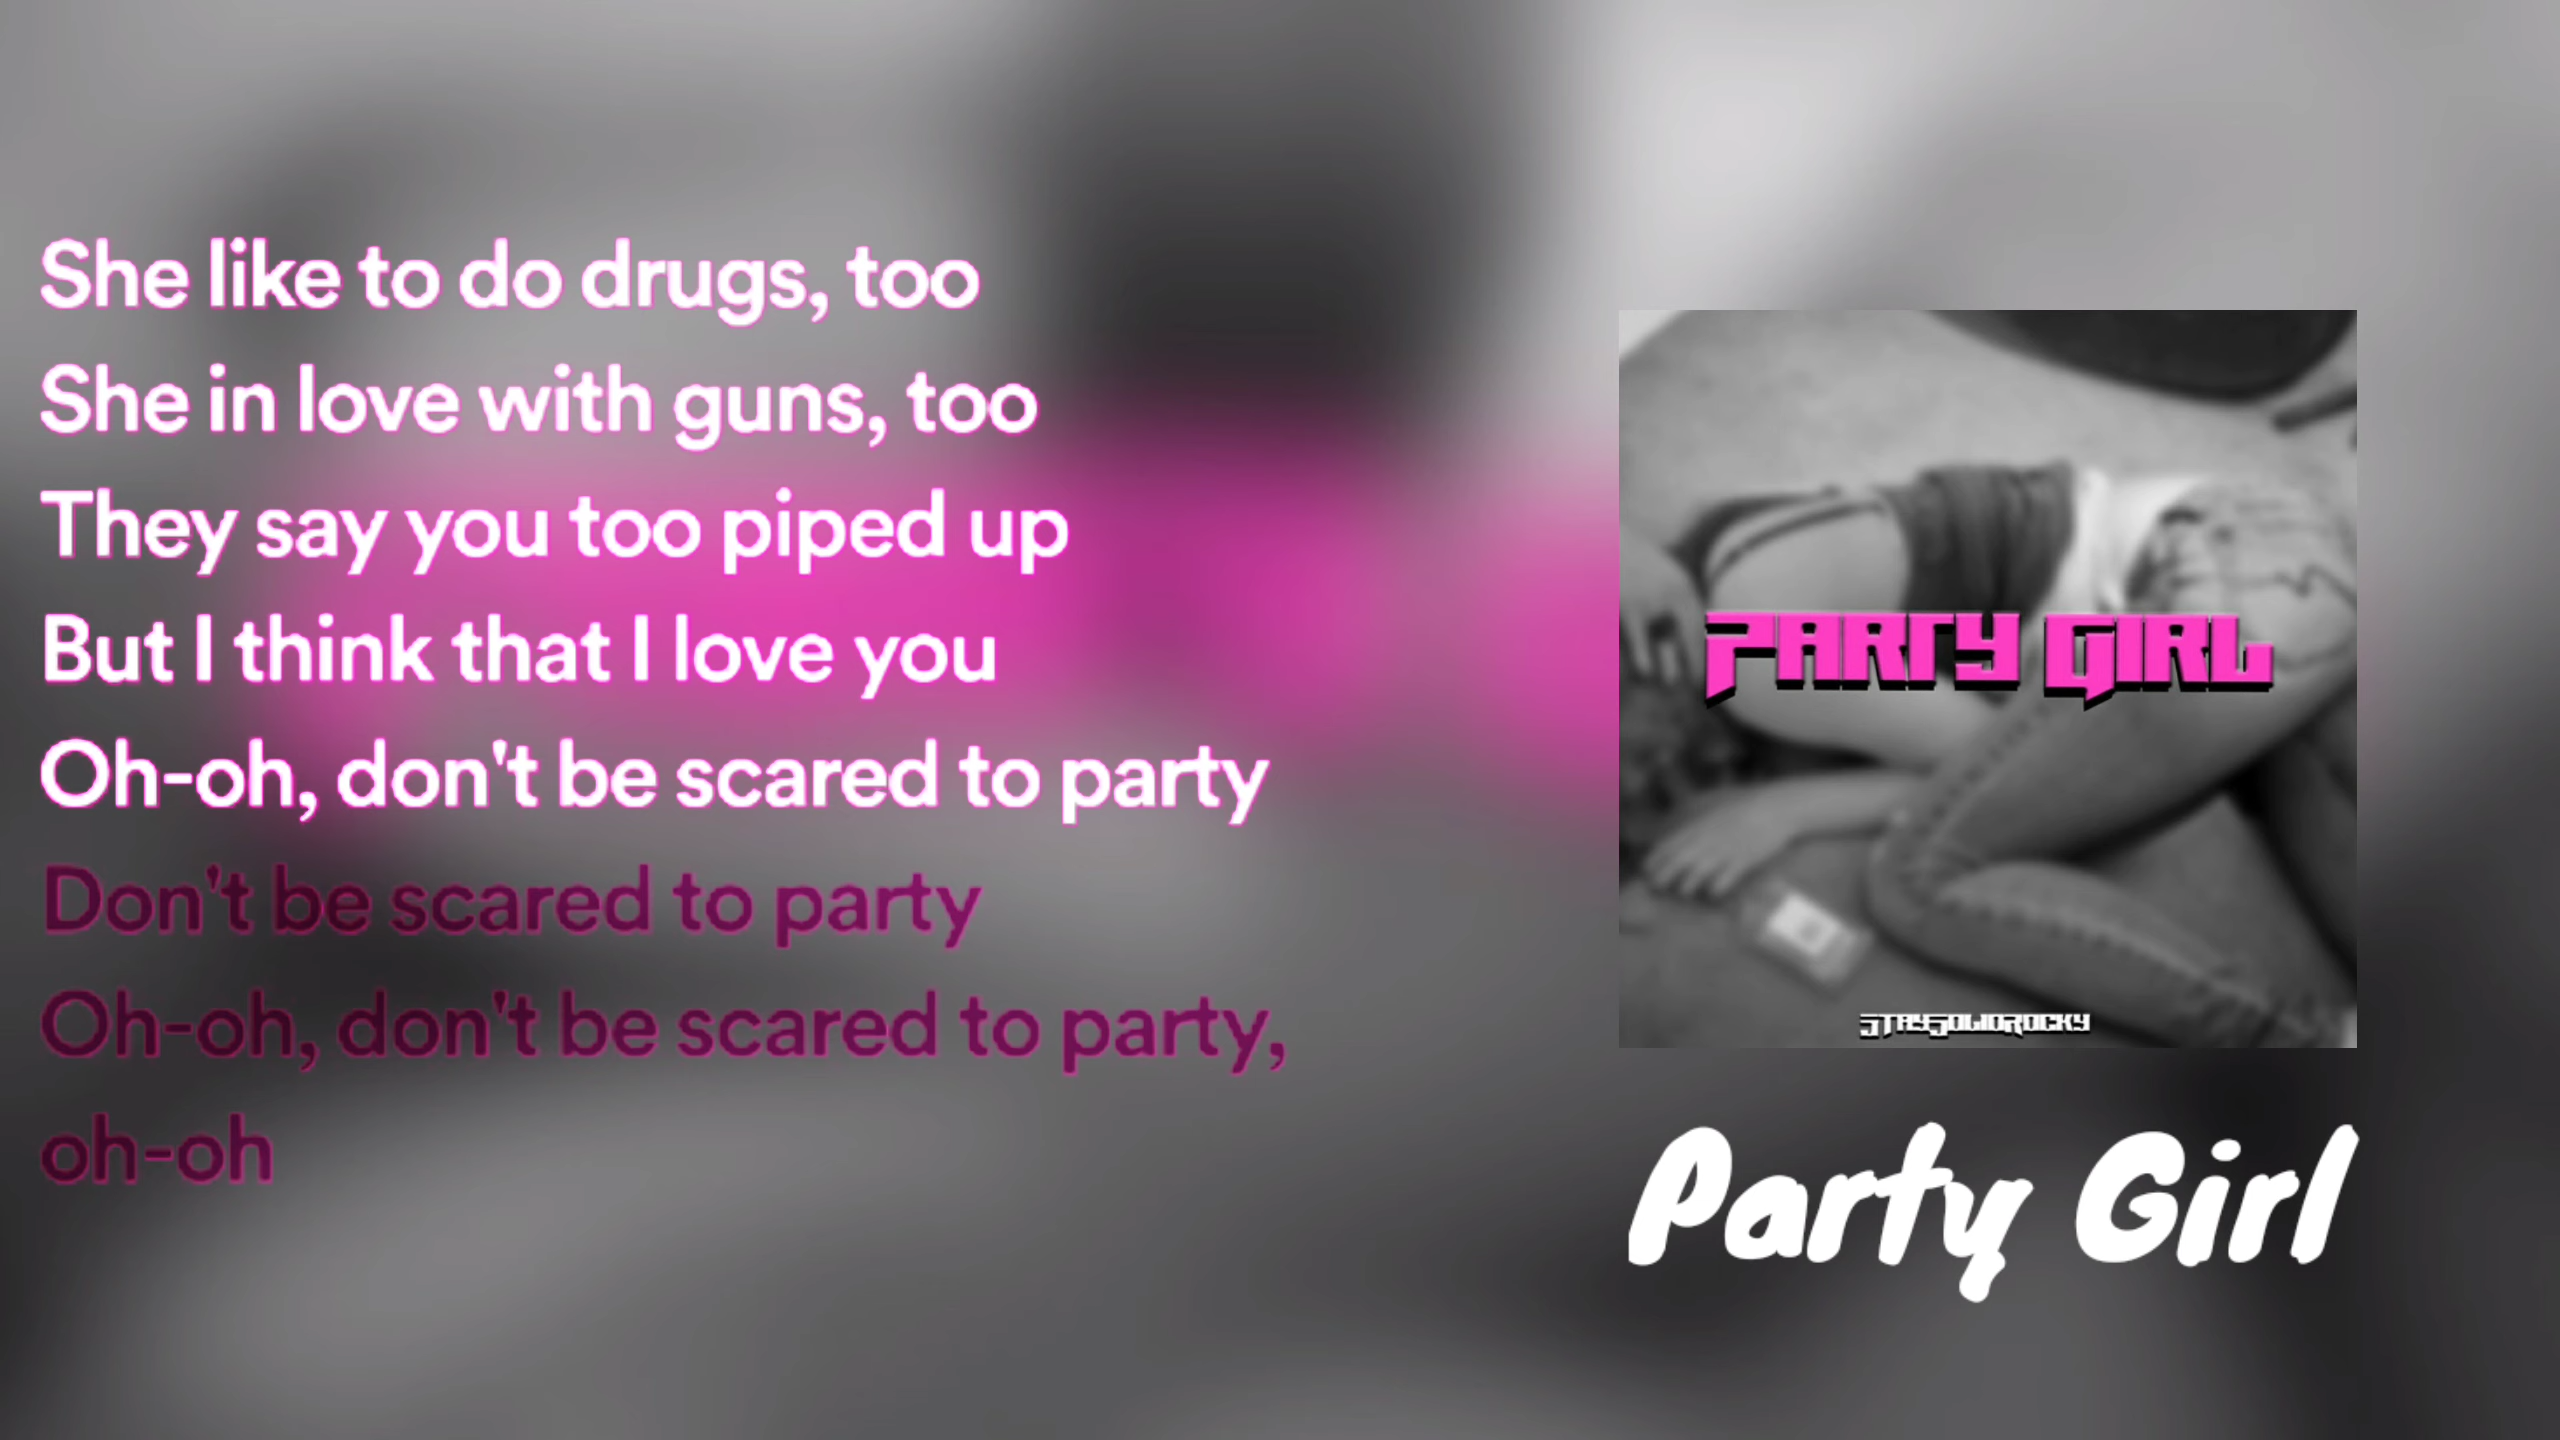 She like to do drugs, too
She in love with guns, too
They say you too piped up
But I think that I love you
Oh-oh, don't be scared to party
Don't be scared to party
Oh-oh, don't be scared to party,
oh-oh
PARTY GIRL
STAYSOLIDROCKY
Party Girl